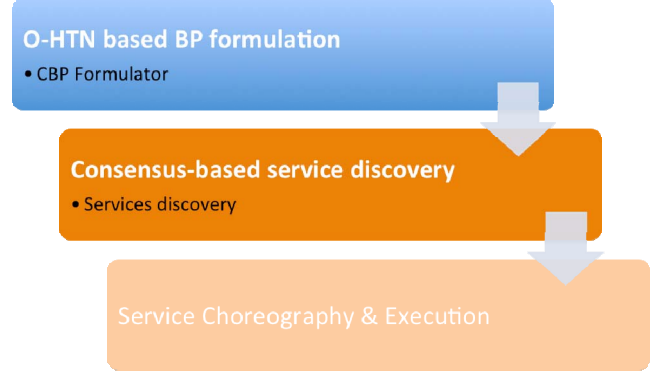 O-HTN based BP formulation
• CBP Formulator
Consensus-based service discovery
• Services discovery
Service Choreography & Execution